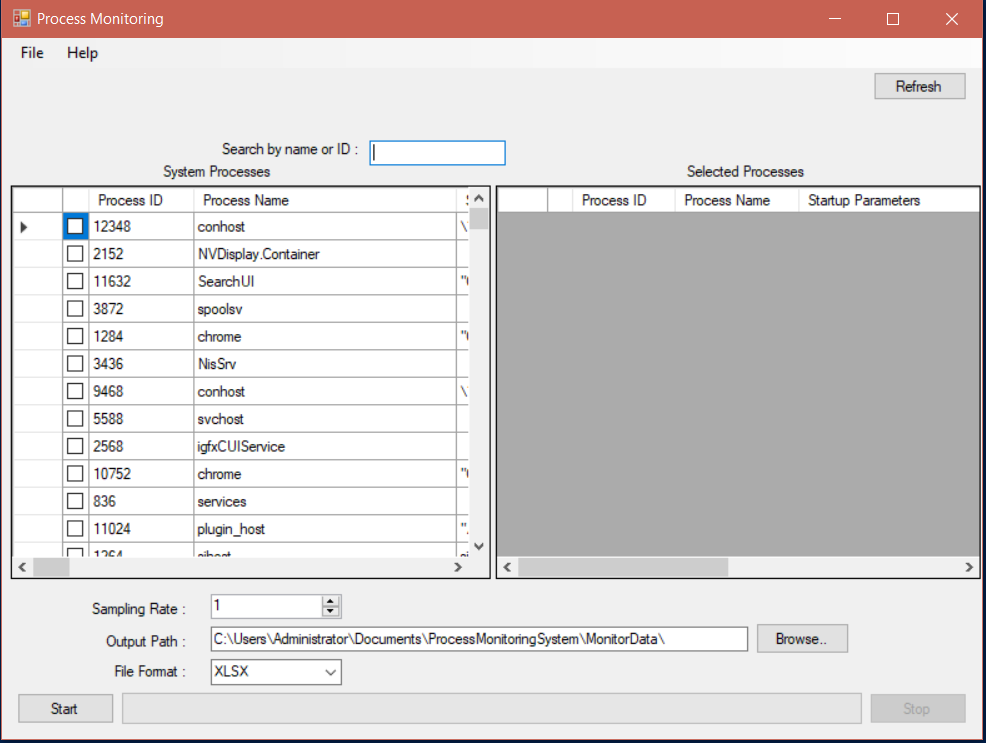 Process Monitoring
File Help
Refresh
Search by name or ID :
System Processes
Selected Processes
Process ID Process Name
12348 conhost \
2152 NVDisplay.Container
11632 SearchUI "
3872 spoolsv
1284 chrome "
3436 NisSrv
9468 conhost \
5588 svchost
2568 igfxCUIService
10752 chrome "
836 services
11024 plugin_host ".
1264 sihost
Process ID Process Name Startup Parameters
Sampling Rate : 1
Output Path : C:\Users\Administrator\Documents\ProcessMonitoringSystem\MonitorData\ Browse..
File Format : XLSX
Start Stop